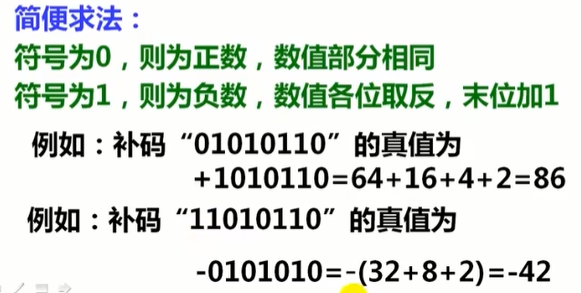 简便求法：
符号为0，则为正数，数值部分相同
符号为1，则为负数，数值各位取反，末位加1
例如：补码“01010110”的真值为
+1010110=64+16+4+2=86
例如：补码“11010110”的真值为
-0101010=-(32+8+2)=-42